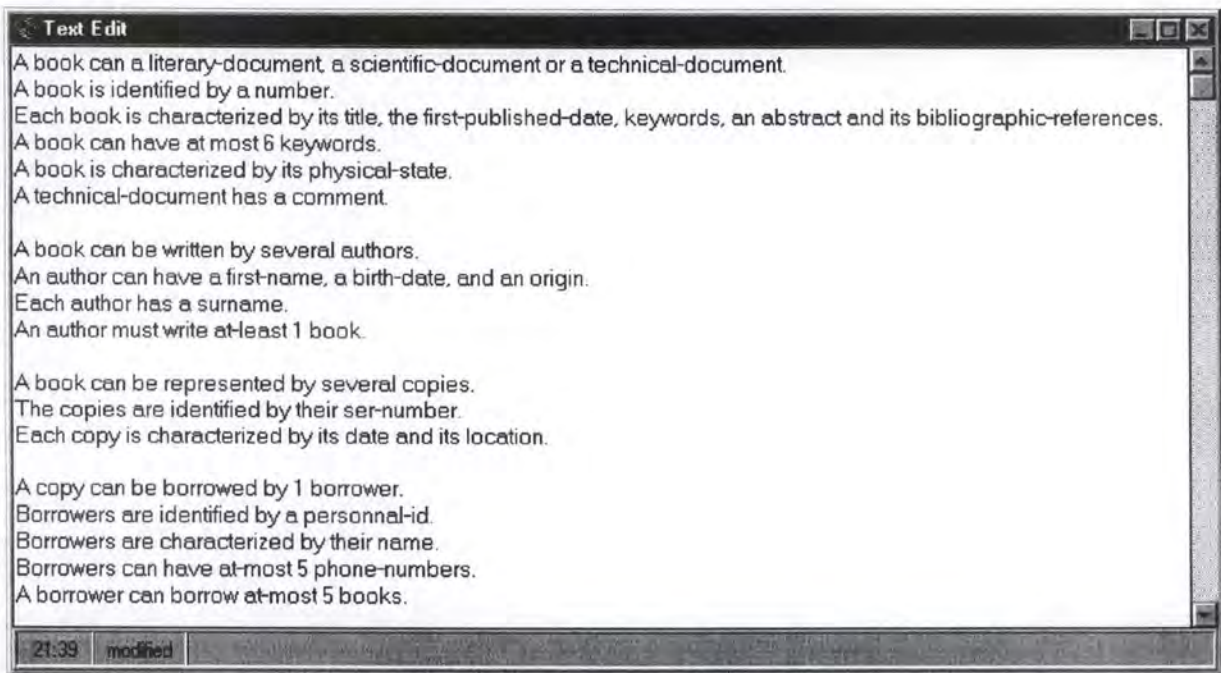 Text Edit
A book can a literary-document, a scientific-document or a technical-document.
A book is identified by a number.
Each book is characterized by its title, the first-published-date, keywords, an abstract and its bibliographic-references.
A book can have at most 6 keywords.
A book is characterized by its physical-state.
A technical-document has a comment.
A book can be written by several authors.
An author can have a first-name, a birth-date, and an origin.
Each author has a surname.
An author must write at-least 1 book.
A book can be represented by several copies.
The copies are identified by their ser-number.
Each copy is characterized by its date and its location.
A copy can be borrowed by 1 borrower.
Borrowers are identified by a personnal-id.
Borrowers are characterized by their name.
Borrowers can have at-most 5 phone-numbers.
A borrower can borrow at-most 5 books.
21:39 modified